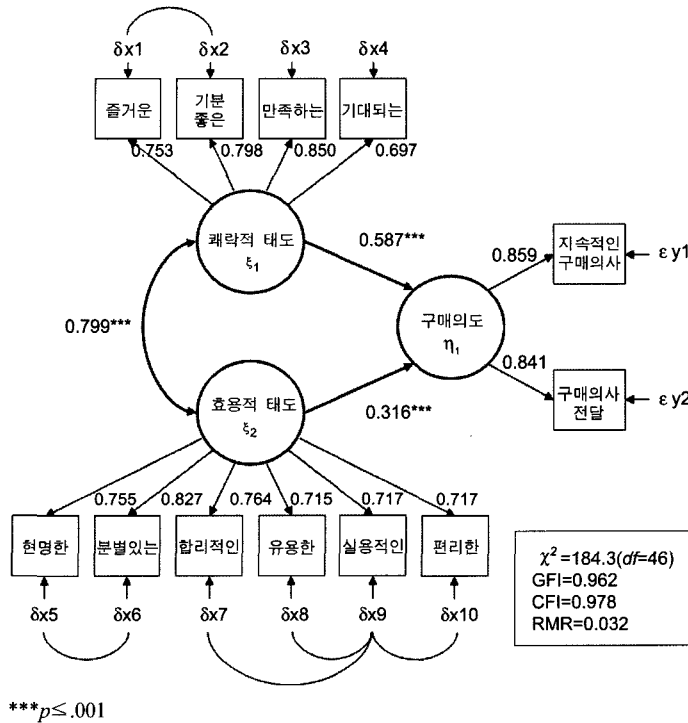 δx1 δx2 δx3 δx4
즐거운
기분
좋은
만족하는
기대되는
0.753 0.798 0.850 0.697
쾌락적 태도
ξ₁
0.587***
0.859
지속적인
구매의사
ε y1
0.799***
구매의도
η₁
0.841
구매의사
전달
ε y2
효용적 태도
ξ₂
0.316***
0.755 0.827 0.764 0.715 0.717 0.717
현명한 분별있는 합리적인 유용한 실용적인 편리한
δx5 δx6 δx7 δx8 δx9 δx10
χ²=184.3(df=46)
GFI=0.962
CFI=0.978
RMR=0.032
***p≤.001